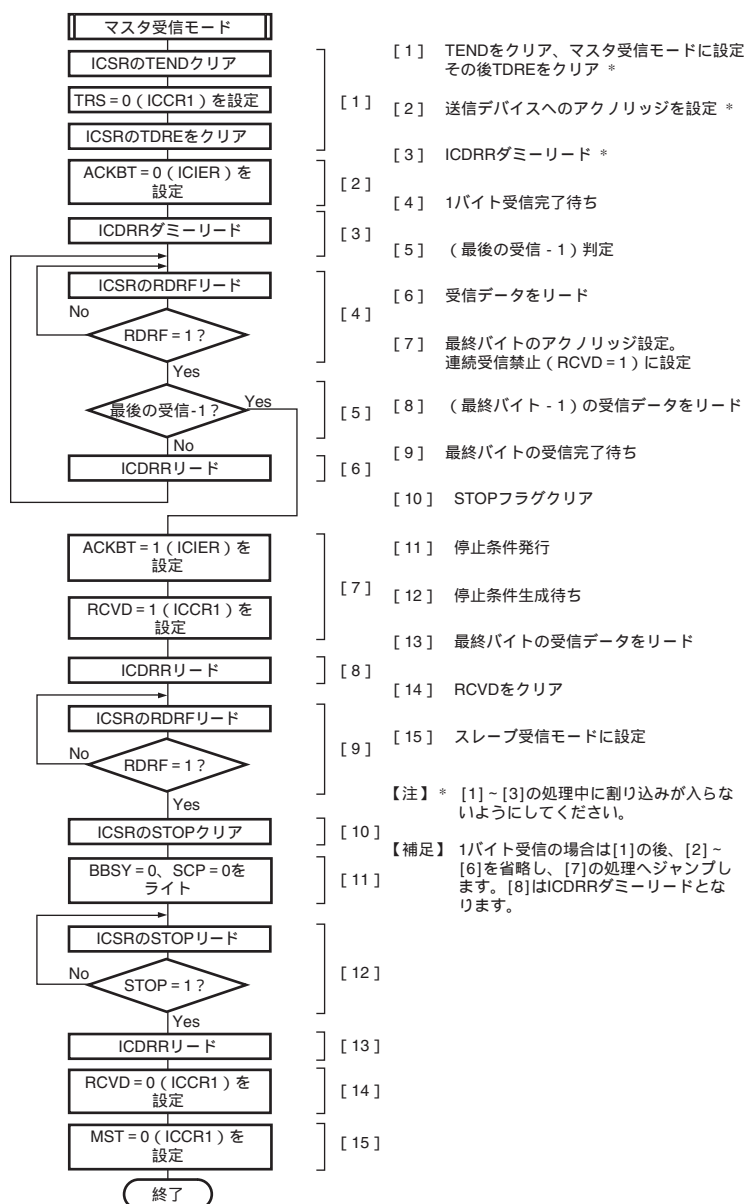 マスタ受信モード
ICSRのTENDクリア
TRS = 0 ( ICCR1 ) を設定
ICSRのTDREをクリア
[ 1 ]
ACKBT = 0 ( ICIER ) を
設定
[ 2 ]
ICDRRダミーリード
[ 3 ]
ICSRのRDRFリード
No
RDRF = 1 ?
[ 4 ]
Yes
最後の受信-1 ?
Yes
[ 5 ]
No
ICDRRリード
[ 6 ]
ACKBT = 1 ( ICIER ) を
設定
RCVD = 1 ( ICCR1 ) を
設定
[ 7 ]
ICDRRリード
[ 8 ]
ICSRのRDRFリード
No
RDRF = 1 ?
[ 9 ]
Yes
ICSRのSTOPクリア
[ 10 ]
BBSY = 0、SCP = 0を
ライト
[ 11 ]
ICSRのSTOPリード
No
STOP = 1 ?
[ 12 ]
Yes
ICDRRリード
[ 13 ]
RCVD = 0 ( ICCR1 ) を
設定
[ 14 ]
MST = 0 ( ICCR1 ) を
設定
[ 15 ]
終了
[ 1 ] TENDをクリア、マスタ受信モードに設定
その後TDREをクリア *
[ 2 ] 送信デバイスへのアクノリッジを設定 *
[ 3 ] ICDRRダミーリード *
[ 4 ] 1バイト受信完了待ち
[ 5 ] ( 最後の受信 - 1 ) 判定
[ 6 ] 受信データをリード
[ 7 ] 最終バイトのアクノリッジ設定。
連続受信禁止 ( RCVD = 1 ) に設定
[ 8 ] ( 最終バイト - 1 ) の受信データをリード
[ 9 ] 最終バイトの受信完了待ち
[ 10 ] STOPフラグクリア
[ 11 ] 停止条件発行
[ 12 ] 停止条件生成待ち
[ 13 ] 最終バイトの受信データをリード
[ 14 ] RCVDをクリア
[ 15 ] スレーブ受信モードに設定
【注】 * [1] ~ [3]の処理中に割り込みが入らな
いようにしてください。
【補足】 1バイト受信の場合は[1]の後、[2] ~
[6]を省略し、[7]の処理へジャンプし
ます。[8]はICDRRダミーリードとな
ります。